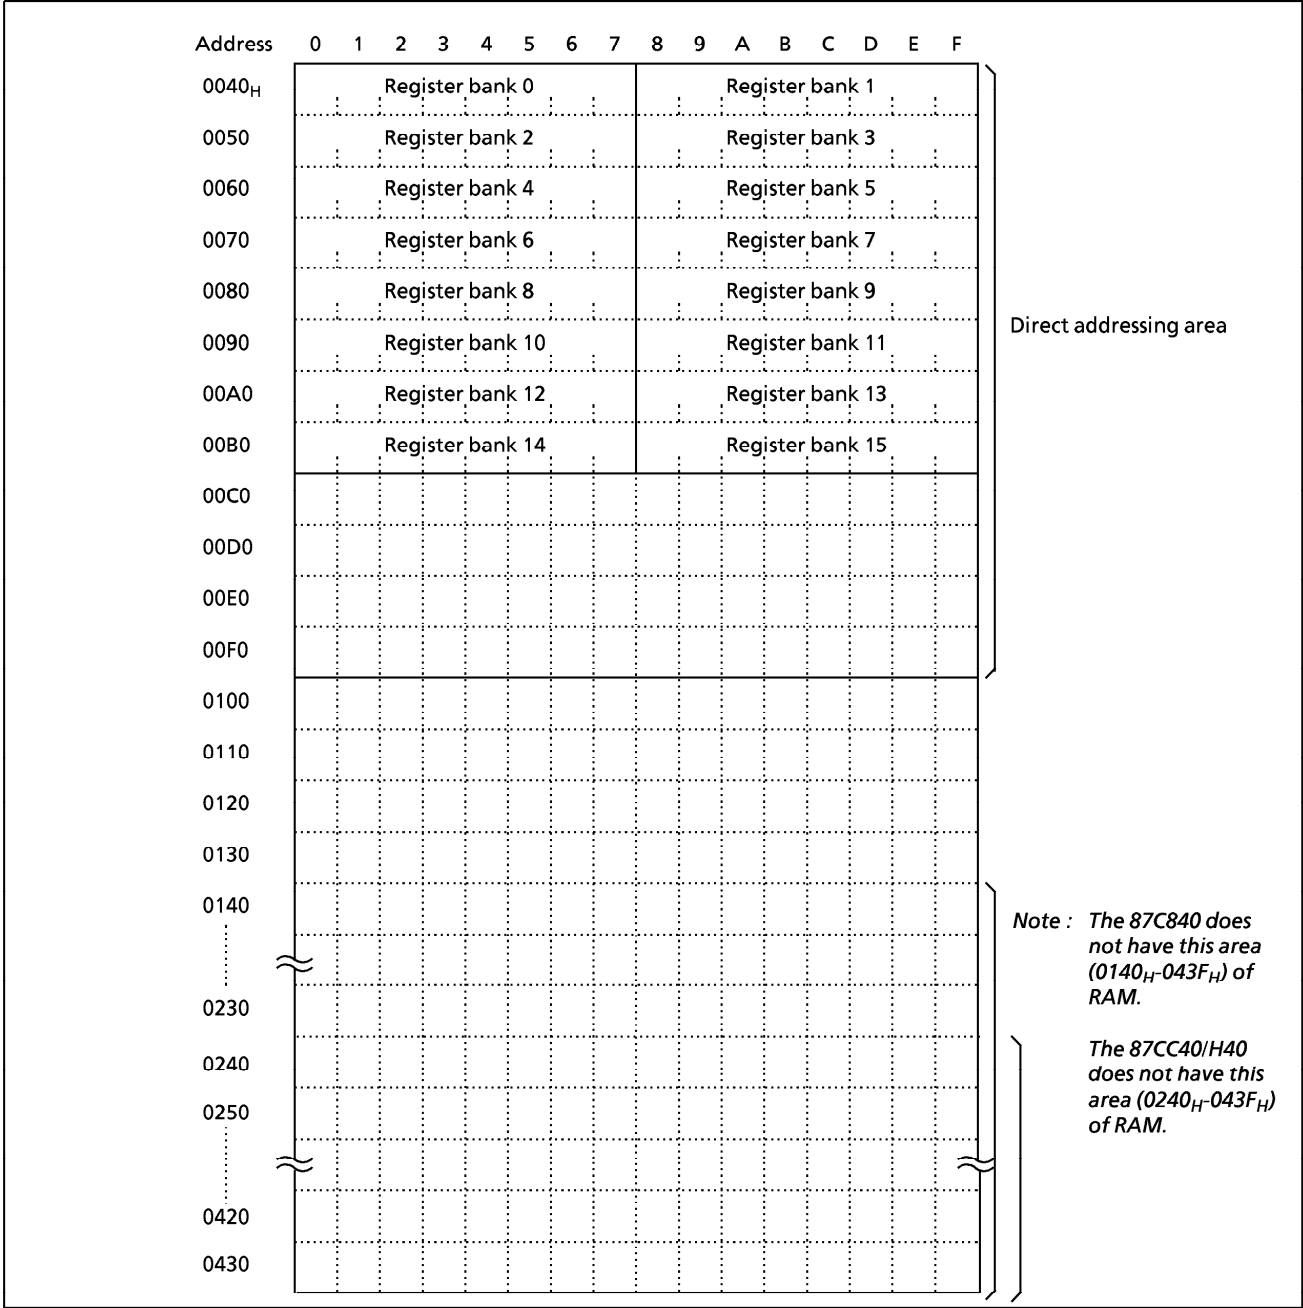 Address 0 1 2 3 4 5 6 7 8 9 A B C D E F
0040H Register bank 0 Register bank 1
0050 Register bank 2 Register bank 3
0060 Register bank 4 Register bank 5
0070 Register bank 6 Register bank 7
0080 Register bank 8 Register bank 9
Direct addressing area
0090 Register bank 10 Register bank 11
00A0 Register bank 12 Register bank 13
00B0 Register bank 14 Register bank 15
00C0
00D0
00E0
00F0
0100
0110
0120
0130
0140
Note : The 87C840 does
not have this area
(0140H-043FH) of
RAM.
0230
The 87CC40/H40
0240
does not have this
area (0240H-043FH)
0250
of RAM.
0420
0430